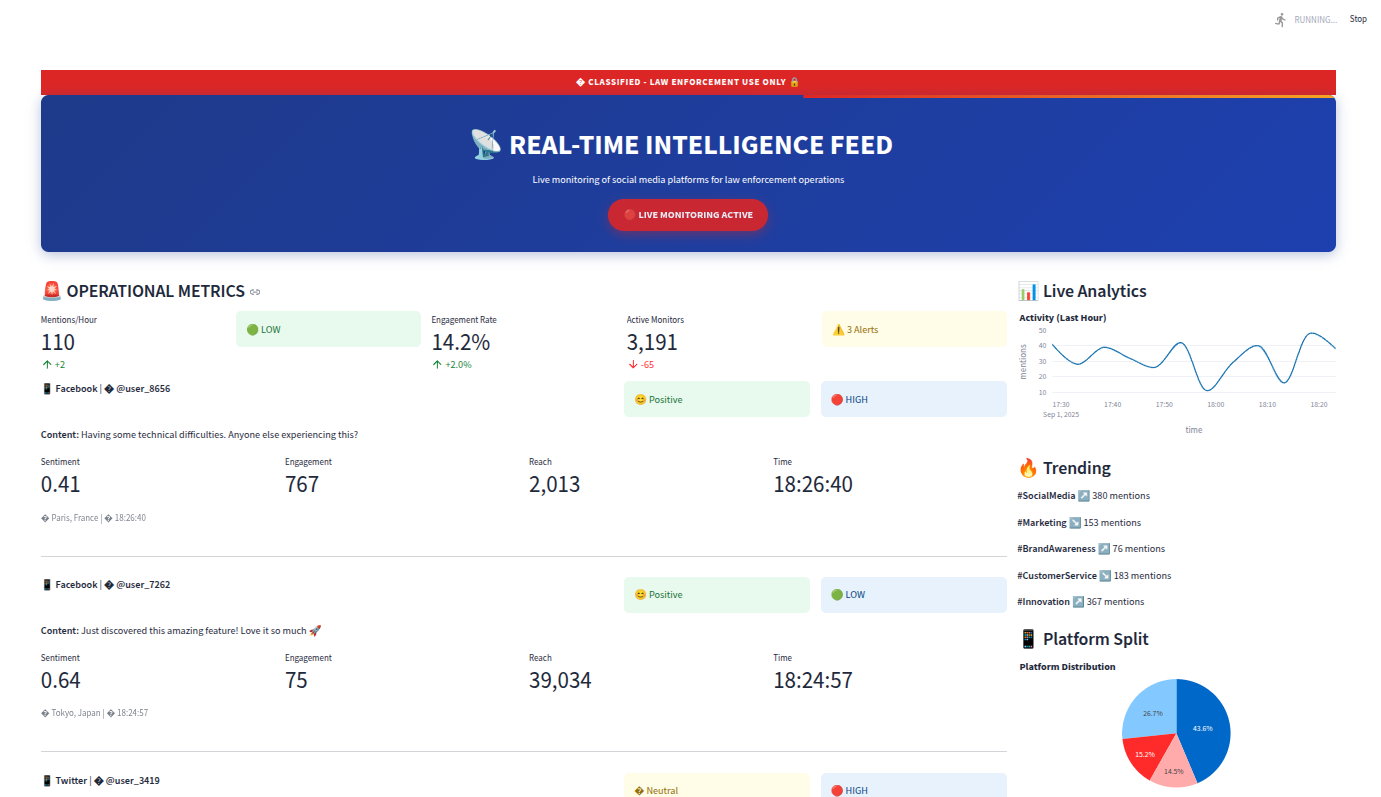 RUNNING... Stop
� CLASSIFIED - LAW ENFORCEMENT USE ONLY 🔒
📡 REAL-TIME INTELLIGENCE FEED
Live monitoring of social media platforms for law enforcement operations
🔴 LIVE MONITORING ACTIVE
🚨 OPERATIONAL METRICS
Mentions/Hour
110
↑ +2
🟢 LOW
Engagement Rate
14.2%
↑ +2.0%
Active Monitors
3,191
↓ -65
⚠️ 3 Alerts
📱 Facebook | � @user_8656
😊 Positive
🔴 HIGH
Content: Having some technical difficulties. Anyone else experiencing this?
Sentiment
0.41
Engagement
767
Reach
2,013
Time
18:26:40
� Paris, France | � 18:26:40
📱 Facebook | � @user_7262
😊 Positive
🟢 LOW
Content: Just discovered this amazing feature! Love it so much 🚀
Sentiment
0.64
Engagement
75
Reach
39,034
Time
18:24:57
� Tokyo, Japan | � 18:24:57
📱 Twitter | � @user_3419
� Neutral
🔴 HIGH
📊 Live Analytics
Activity (Last Hour)
50
40
30
20
10
mentions
17:30 17:40 17:50 18:00 18:10 18:20
Sep 1, 2025
time
🔥 Trending
#SocialMedia ↗️ 380 mentions
#Marketing ↘️ 153 mentions
#BrandAwareness ↗️ 76 mentions
#CustomerService ↘️ 183 mentions
#Innovation ↗️ 367 mentions
📱 Platform Split
Platform Distribution
26.7%
43.6%
15.2%
14.5%